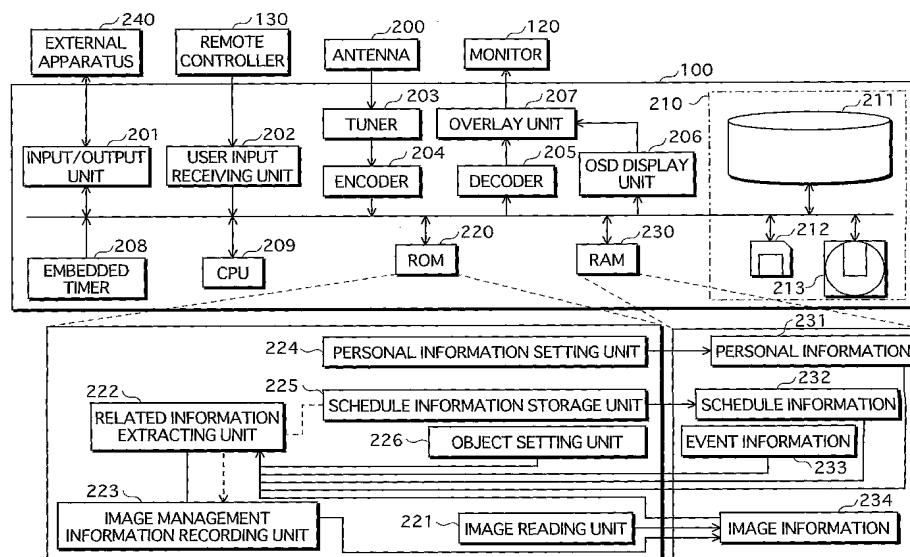 240
130
200
120
EXTERNAL APPARATUS
REMOTE CONTROLLER
ANTENNA
MONITOR
100
203
207
210
211
TUNER
OVERLAY UNIT
201
202
204
205
206
INPUT/OUTPUT UNIT
USER INPUT RECEIVING UNIT
ENCODER
DECODER
OSD DISPLAY UNIT
208
209
220
230
212
EMBEDDED TIMER
CPU
ROM
RAM
213
231
224
PERSONAL INFORMATION SETTING UNIT
PERSONAL INFORMATION
222
225
232
RELATED INFORMATION EXTRACTING UNIT
SCHEDULE INFORMATION STORAGE UNIT
SCHEDULE INFORMATION
226
OBJECT SETTING UNIT
EVENT INFORMATION
233
223
234
IMAGE MANAGEMENT INFORMATION RECORDING UNIT
221
IMAGE READING UNIT
IMAGE INFORMATION